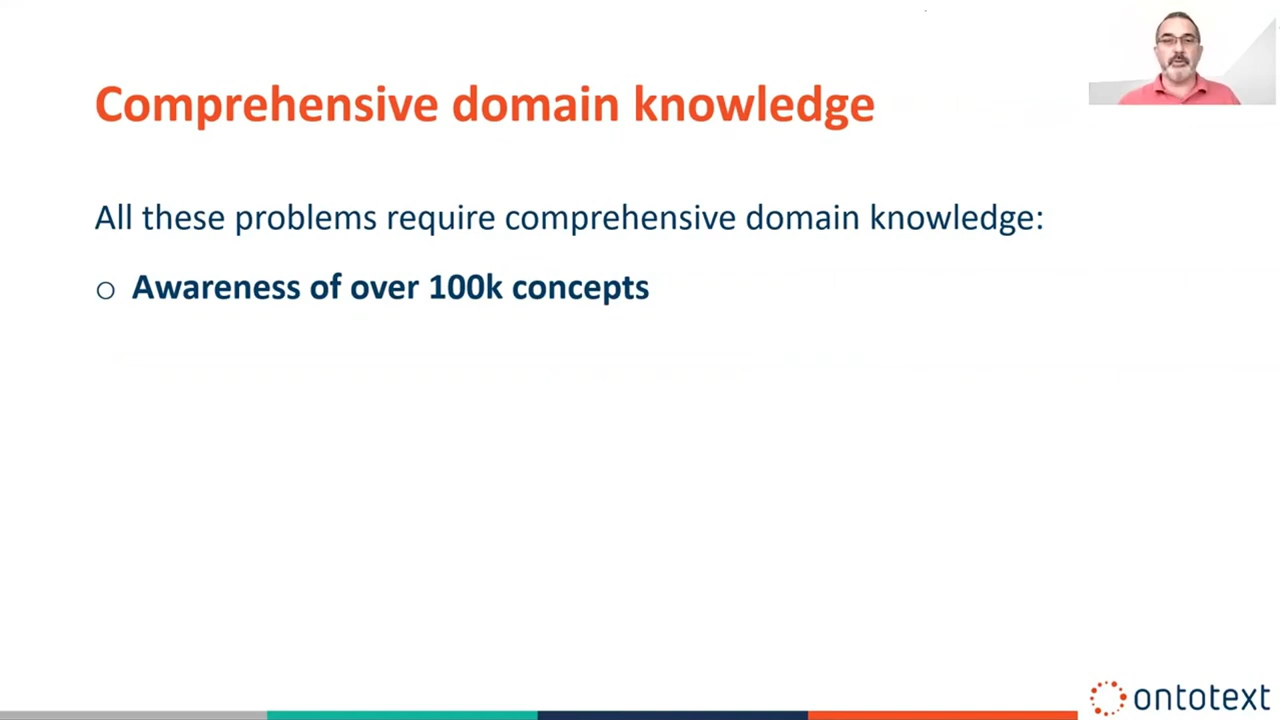 Comprehensive domain knowledge
All these problems require comprehensive domain knowledge:
o Awareness of over 100k concepts
ontotext